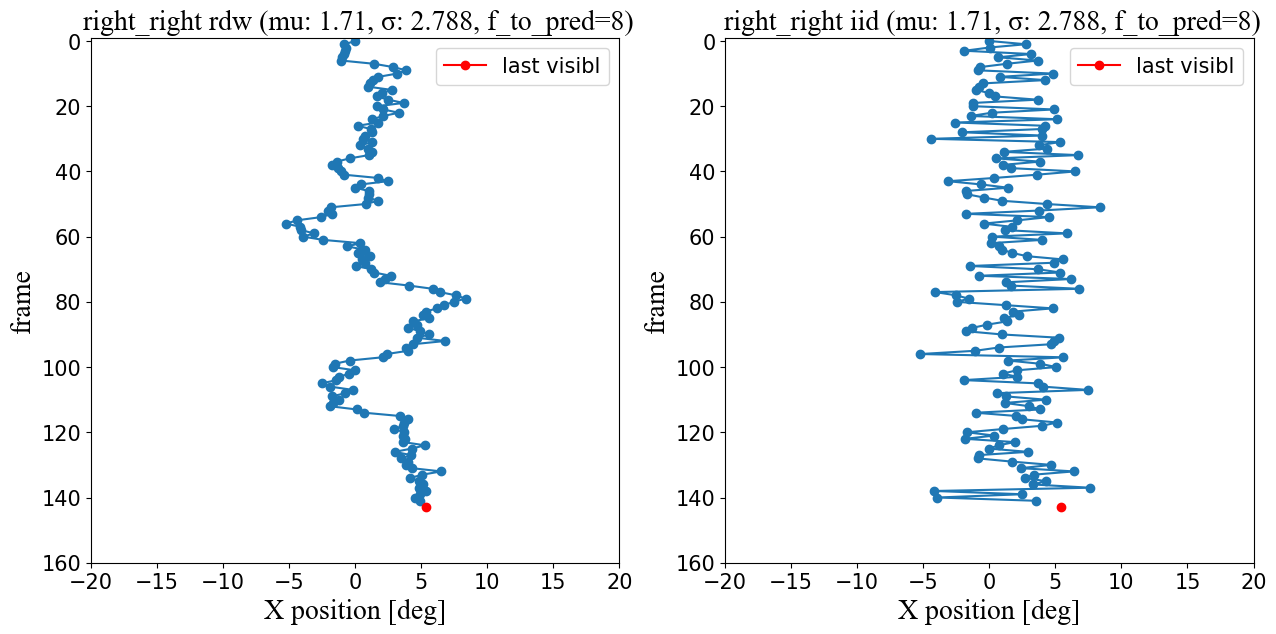 right_right rdw (mu: 1.71, σ: 2.788, f_to_pred=8)
last visibl
0
20
40
60
80
100
120
140
160
frame
−20 −15 −10 −5 0 5 10 15 20
X position [deg]
right_right iid (mu: 1.71, σ: 2.788, f_to_pred=8)
last visibl
0
20
40
60
80
100
120
140
160
frame
−20 −15 −10 −5 0 5 10 15 20
X position [deg]